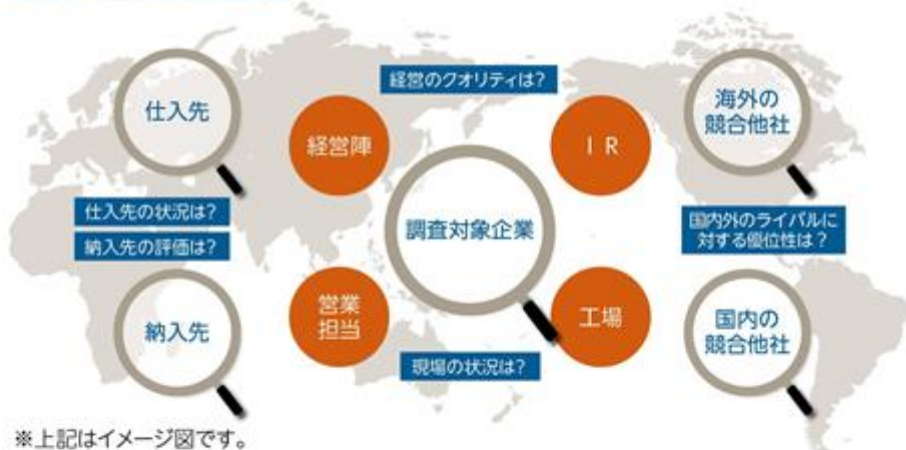 経営のクオリティは?
仕入先
経営陣
IR
海外の
競合他社
仕入先の状況は?
納入先の評価は?
調査対象企業
国内外のライバルに
対する優位性は?
納入先
営業
担当
工場
国内の
競合他社
現場の状況は?
※上記はイメージ図です。